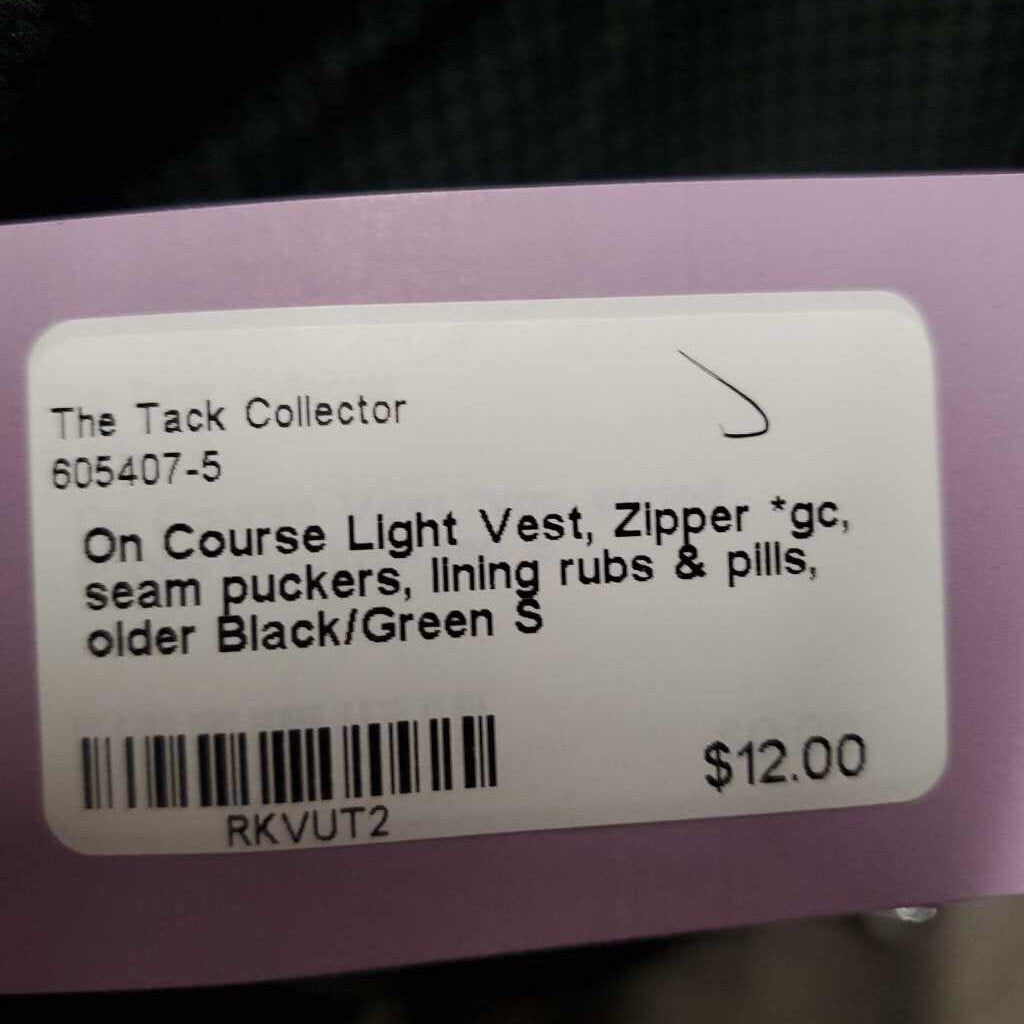 The Tack Collector
605407-5
On Course Light Vest, Zipper *gc,
seam puckers, lining rubs & pills,
older Black/Green S
RKVUT2
$12.00